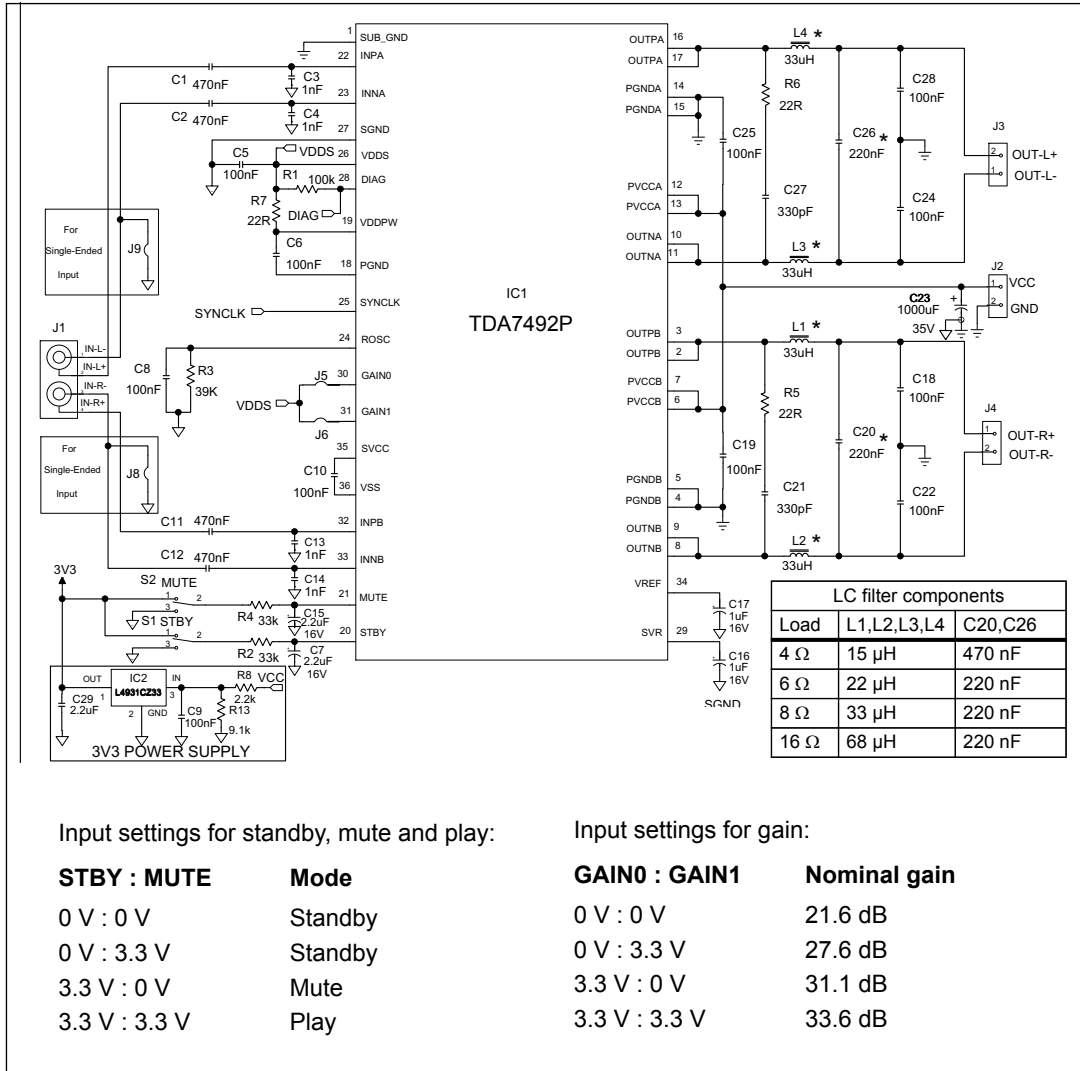 IC1
TDA7492P
1 SUB_GND
22 INPA
23 INNA
27 SGND
26 VDDS
28 DIAG
19 VDDPW
18 PGND
25 SYNCLK
24 ROSC
30 GAIN0
31 GAIN1
35 SVCC
36 VSS
32 INPB
33 INNB
21 MUTE
20 STBY
OUTPA 16
OUTPA 17
PGNDA 14
PGNDA 15
PVCCA 12
PVCCA 13
OUTNA 10
OUTNA 11
OUTPB 3
OUTPB 2
PVCCB 7
PVCCB 6
PGNDB 5
PGNDB 4
OUTNB 9
OUTNB 8
VREF 34
SVR 29
C1 470nF
C3
1nF
C2 470nF
C4
1nF
C5
100nF
VDDS
R1
100k
R7
22R
DIAG
C6
100nF
For
Single-Ended
Input
J9
SYNCLK
J1
IN-L-
IN-L+
IN-R-
IN-R+
1
2
3
4
C8
100nF
R3
39K
J5
VDDS
J6
For
Single-Ended
Input
J8
C10
100nF
C11 470nF
C13
1nF
C12 470nF
C14
1nF
3V3
S2 MUTE
1
2
3
R4 33k
C15
2.2uF
16V
S1 STBY
1
2
3
R2 33k
C7
2.2uF
16V
OUT
1
IC2
L4931CZ33
IN
3
2 GND
R8
2.2k
VCC
C29
2.2uF
C9
100nF
R13
9.1k
3V3 POWER SUPPLY
L4 *
33uH
R6
22R
C28
100nF
C25
100nF
C26 *
220nF
J3
2 OUT-L+
1 OUT-L-
C27
330pF
C24
100nF
L3 *
33uH
J2
1 VCC
2 GND
C23 +
1000uF
35V
L1 *
33uH
R5
22R
C18
100nF
C20 *
220nF
J4
1 OUT-R+
2 OUT-R-
C19
100nF
C21
330pF
C22
100nF
L2 *
33uH
C17
1uF
16V
C16
1uF
16V
SGND
LC filter components
Load L1,L2,L3,L4 C20,C26
4 Ω 15 µH 470 nF
6 Ω 22 µH 220 nF
8 Ω 33 µH 220 nF
16 Ω 68 µH 220 nF
Input settings for standby, mute and play:
STBY : MUTE Mode
0 V : 0 V Standby
0 V : 3.3 V Standby
3.3 V : 0 V Mute
3.3 V : 3.3 V Play
Input settings for gain:
GAIN0 : GAIN1 Nominal gain
0 V : 0 V 21.6 dB
0 V : 3.3 V 27.6 dB
3.3 V : 0 V 31.1 dB
3.3 V : 3.3 V 33.6 dB